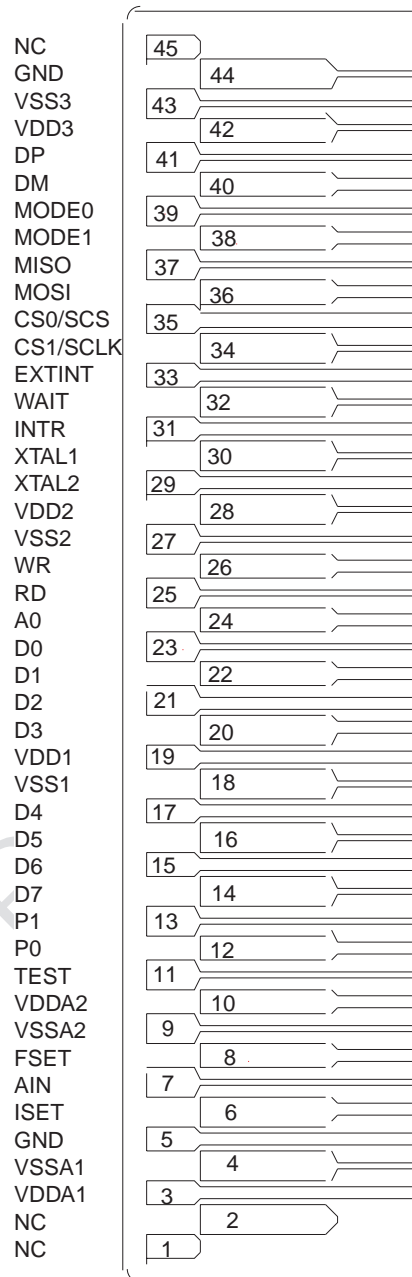 NC 45
GND 44
VSS3 43
VDD3 42
DP 41
DM 40
MODE0 39
MODE1 38
MISO 37
MOSI 36
CS0/SCS 35
CS1/SCLK 34
EXTINT 33
WAIT 32
INTR 31
XTAL1 30
XTAL2 29
VDD2 28
VSS2 27
WR 26
RD 25
A0 24
D0 23
D1 22
D2 21
D3 20
VDD1 19
VSS1 18
D4 17
D5 16
D6 15
D7 14
P1 13
P0 12
TEST 11
VDDA2 10
VSSA2 9
FSET 8
AIN 7
ISET 6
GND 5
VSSA1 4
VDDA1 3
NC 2
NC 1